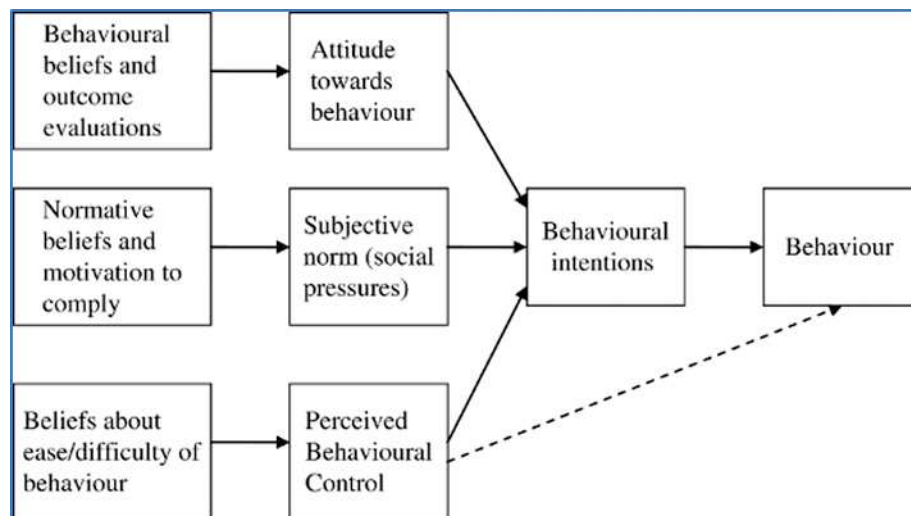 Behavioural
beliefs and
outcome
evaluations
Attitude
towards
behaviour
Normative
beliefs and
motivation to
comply
Subjective
norm (social
pressures)
Behavioural
intentions
Behaviour
Beliefs about
ease/difficulty of
behaviour
Perceived
Behavioural
Control